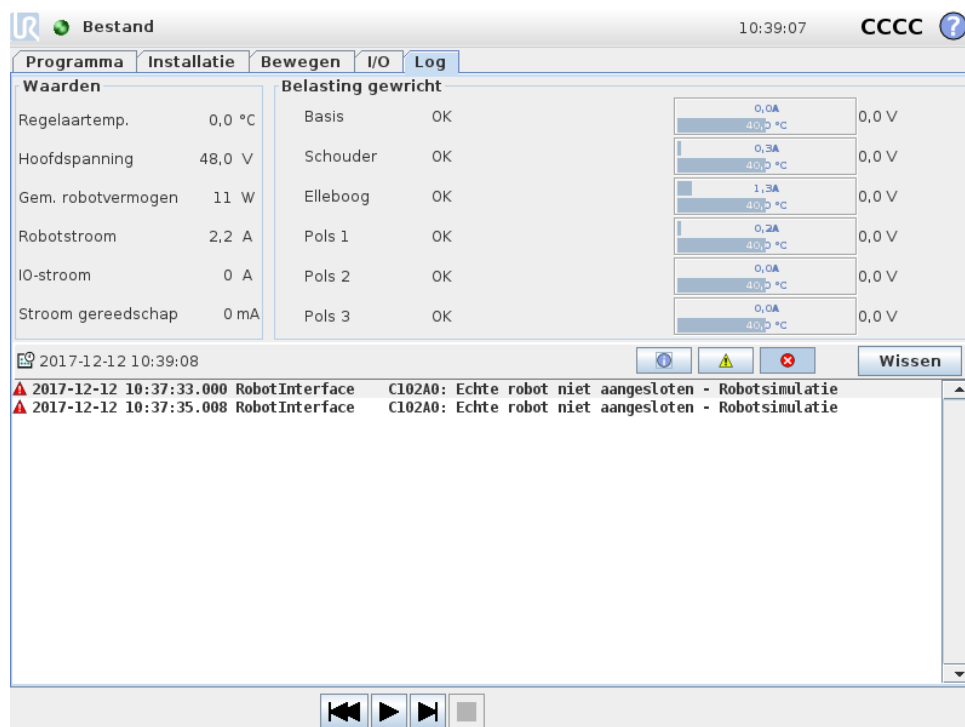 UR Bestand 10:39:07 CCCC ?
Programma Installatie Bewegen I/O Log
Waarden
Regelaartemp. 0,0 °C
Hoofdspanning 48,0 V
Gem. robotvermogen 11 W
Robotstroom 2,2 A
IO-stroom 0 A
Stroom gereedschap 0 mA
Belasting gewricht
Basis OK 0,0A 40,0 °C 0,0 V
Schouder OK 0,3A 40,0 °C 0,0 V
Elleboog OK 1,3A 40,0 °C 0,0 V
Pols 1 OK 0,2A 40,0 °C 0,0 V
Pols 2 OK 0,0A 40,0 °C 0,0 V
Pols 3 OK 0,0A 40,0 °C 0,0 V
2017-12-12 10:39:08 Wissen
2017-12-12 10:37:33.000 RobotInterface C102A0: Echte robot niet aangesloten - Robotsimulatie
2017-12-12 10:37:35.008 RobotInterface C102A0: Echte robot niet aangesloten - Robotsimulatie